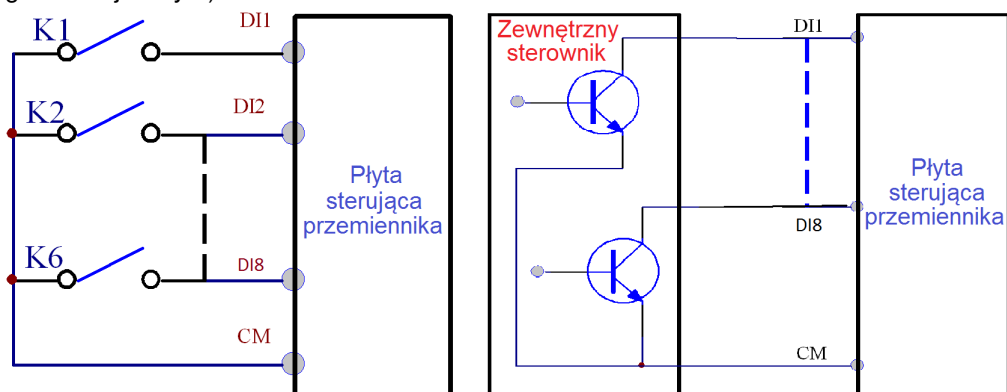 K1
DI1
K2
DI2
Płyta
sterująca
przemiennika
K6
DI8
CM
Zewnętrzny
sterownik
DI1
Płyta
sterująca
przemiennika
DI8
CM